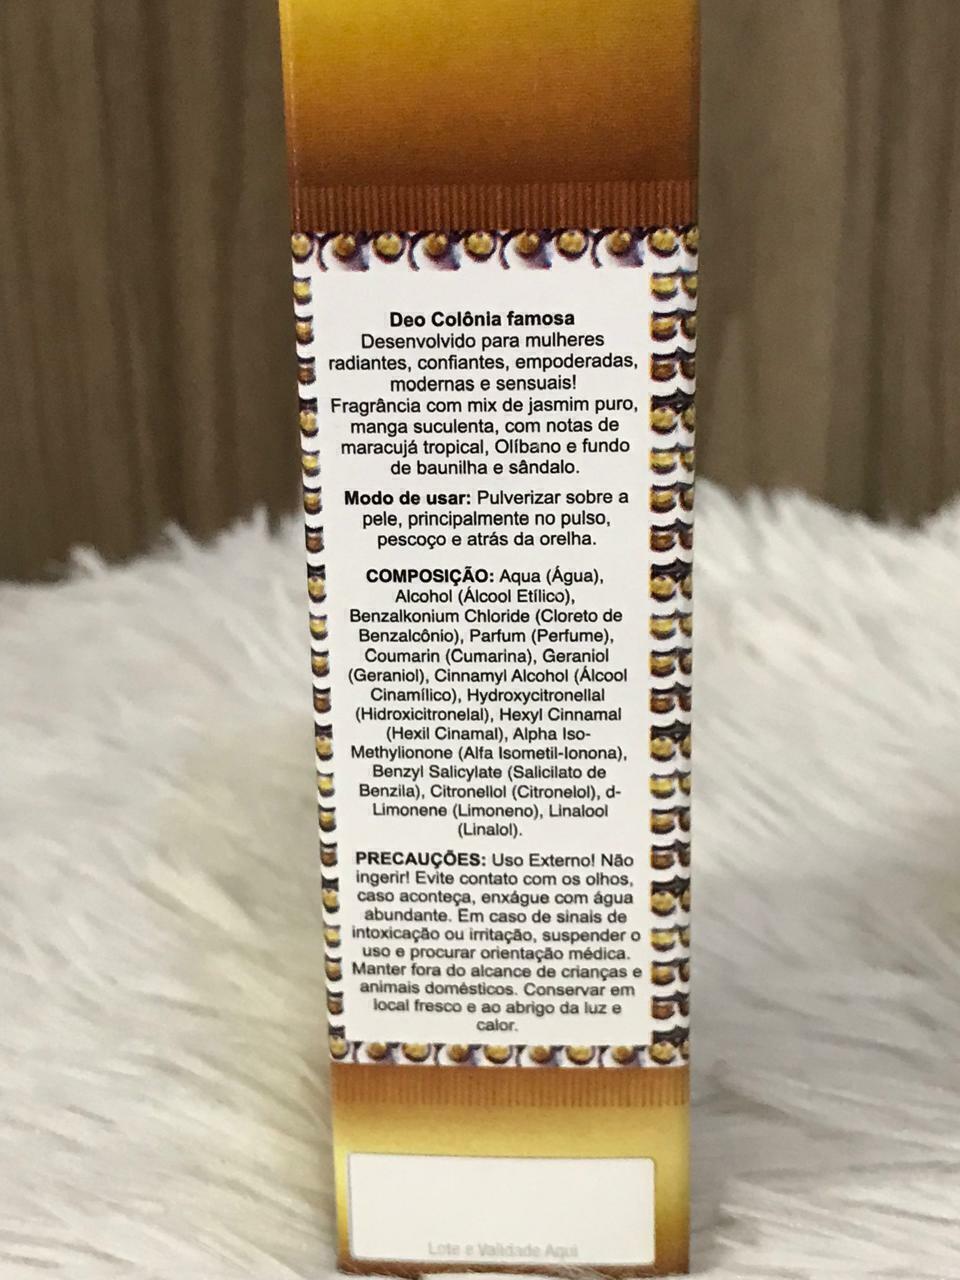 Deo Colônia famosa
Desenvolvido para mulheres
radiantes, confiantes, empoderadas,
modernas e sensuais!
Fragrância com mix de jasmim puro,
manga suculenta, com notas de
maracujá tropical, Olíbano e fundo
de baunilha e sândalo.
Modo de usar: Pulverizar sobre a
pele, principalmente no pulso,
pescoço e atrás da orelha.
COMPOSIÇÃO: Aqua (Água),
Alcohol (Álcool Etílico),
Benzalkonium Chloride (Cloreto de
Benzalcônio), Parfum (Perfume),
Coumarin (Cumarina), Geraniol
(Geraniol), Cinnamyl Alcohol (Álcool
Cinamílico), Hydroxycitronellal
(Hidroxicitronelal), Hexyl Cinnamal
(Hexil Cinamal), Alpha Iso-
Methylionone (Alfa Isometil-Ionona),
Benzyl Salicylate (Salicilato de
Benzila), Citronellol (Citronelol), d-
Limonene (Limoneno), Linalool
(Linalol).
PRECAUÇÕES: Uso Externo! Não
ingerir! Evite contato com os olhos,
caso aconteça, enxágue com água
abundante. Em caso de sinais de
intoxicação ou irritação, suspender o
uso e procurar orientação médica.
Manter fora do alcance de crianças e
animais domésticos. Conservar em
local fresco e ao abrigo da luz e
calor.
Lote e Validade Aqui